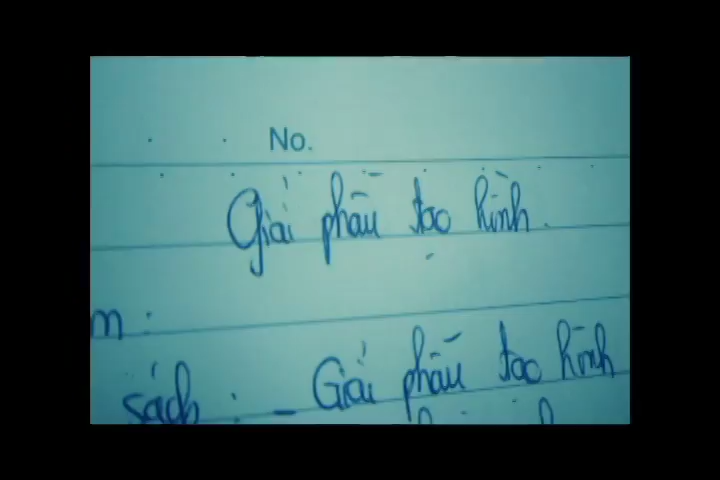 No.
Giải phẫu tạo hình.
m:
sách: - Giải phẫu tạo hình